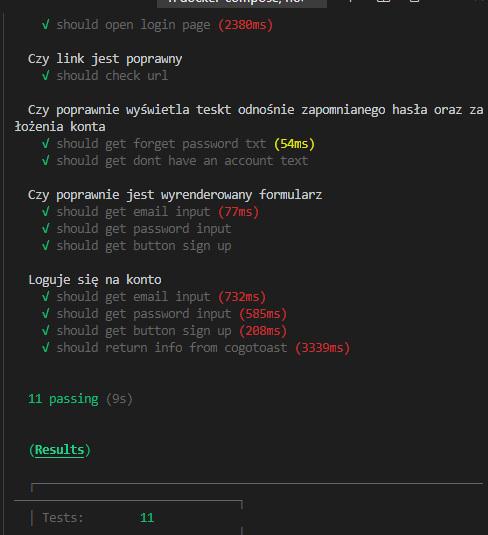 √ should open login page (2380ms)
Czy link jest poprawny
√ should check url
Czy poprawnie wyświetla teskt odnośnie zapomnianego hasła oraz za
łożenia konta
√ should get forget password txt (54ms)
√ should get dont have an account text
Czy poprawnie jest wyrenderowany formularz
√ should get email input (77ms)
√ should get password input
√ should get button sign up
Loguje się na konto
√ should get email input (732ms)
√ should get password input (585ms)
√ should get button sign up (208ms)
√ should return info from cogotoast (3339ms)
11 passing (9s)
(Results)
│ Tests: 11